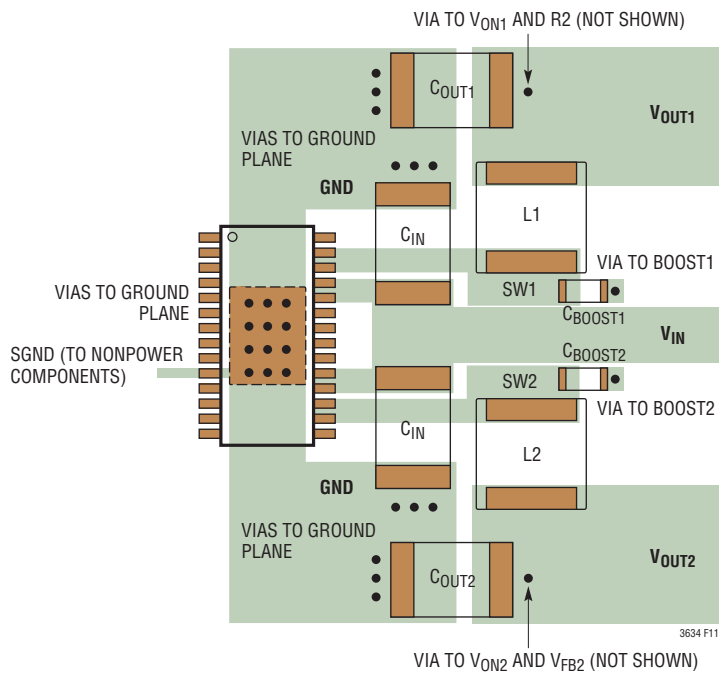 VIA TO VON1 AND R2 (NOT SHOWN)
COUT1
VOUT1
VIAS TO GROUND
PLANE
GND
L1
CIN
VIA TO BOOST1
SW1
VIAS TO GROUND
PLANE
CBOOST1
VIN
SGND (TO NONPOWER
COMPONENTS)
CBOOST2
SW2
VIA TO BOOST2
CIN
L2
GND
VIAS TO GROUND
PLANE
COUT2
VOUT2
3634 F11
VIA TO VON2 AND VFB2 (NOT SHOWN)